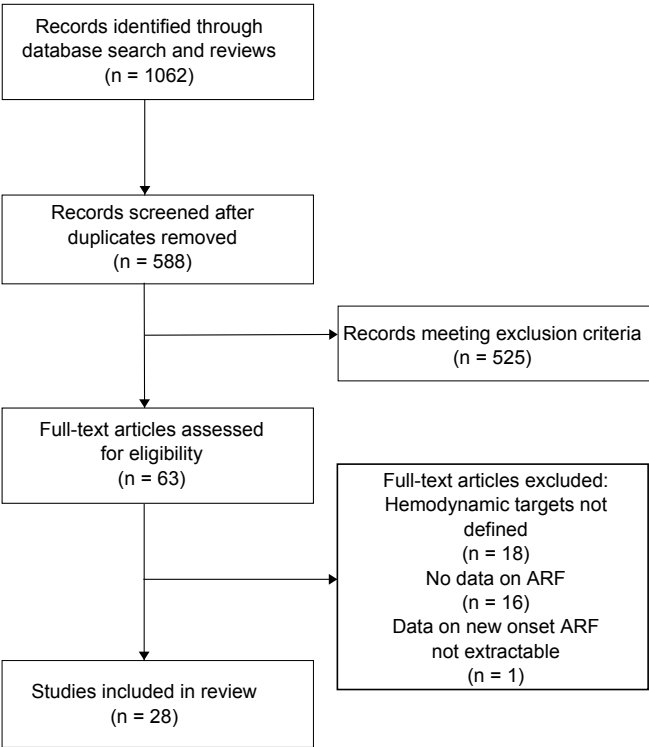 Records identified through
database search and reviews
(n = 1062)
Records screened after
duplicates removed
(n = 588)
Records meeting exclusion criteria
(n = 525)
Full-text articles assessed
for eligibility
(n = 63)
Full-text articles excluded:
Hemodynamic targets not
defined
(n = 18)
No data on ARF
(n = 16)
Data on new onset ARF
not extractable
(n = 1)
Studies included in review
(n = 28)